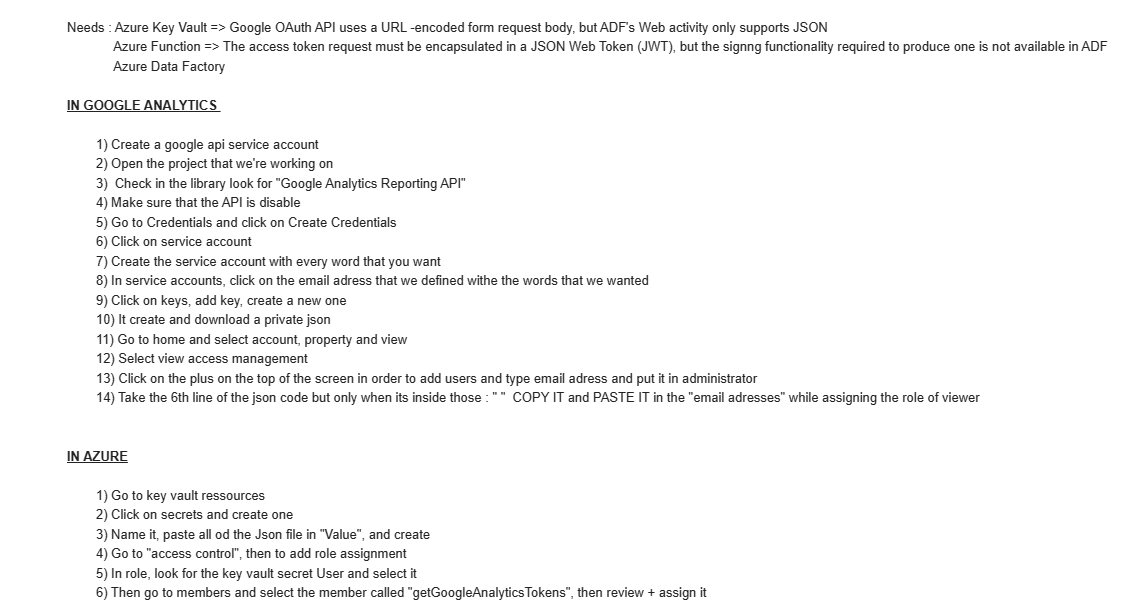 Needs : Azure Key Vault => Google OAuth API uses a URL -encoded form request body, but ADF's Web activity only supports JSON
Azure Function => The access token request must be encapsulated in a JSON Web Token (JWT), but the signng functionality required to produce one is not available in ADF
Azure Data Factory
IN GOOGLE ANALYTICS
1) Create a google api service account
2) Open the project that we're working on
3) Check in the library look for "Google Analytics Reporting API"
4) Make sure that the API is disable
5) Go to Credentials and click on Create Credentials
6) Click on service account
7) Create the service account with every word that you want
8) In service accounts, click on the email adress that we defined withe the words that we wanted
9) Click on keys, add key, create a new one
10) It create and download a private json
11) Go to home and select account, property and view
12) Select view access management
13) Click on the plus on the top of the screen in order to add users and type email adress and put it in administrator
14) Take the 6th line of the json code but only when its inside those : " " COPY IT and PASTE IT in the "email adresses" while assigning the role of viewer
IN AZURE
1) Go to key vault ressources
2) Click on secrets and create one
3) Name it, paste all od the Json file in "Value", and create
4) Go to "access control", then to add role assignment
5) In role, look for the key vault secret User and select it
6) Then go to members and select the member called "getGoogleAnalyticsTokens", then review + assign it